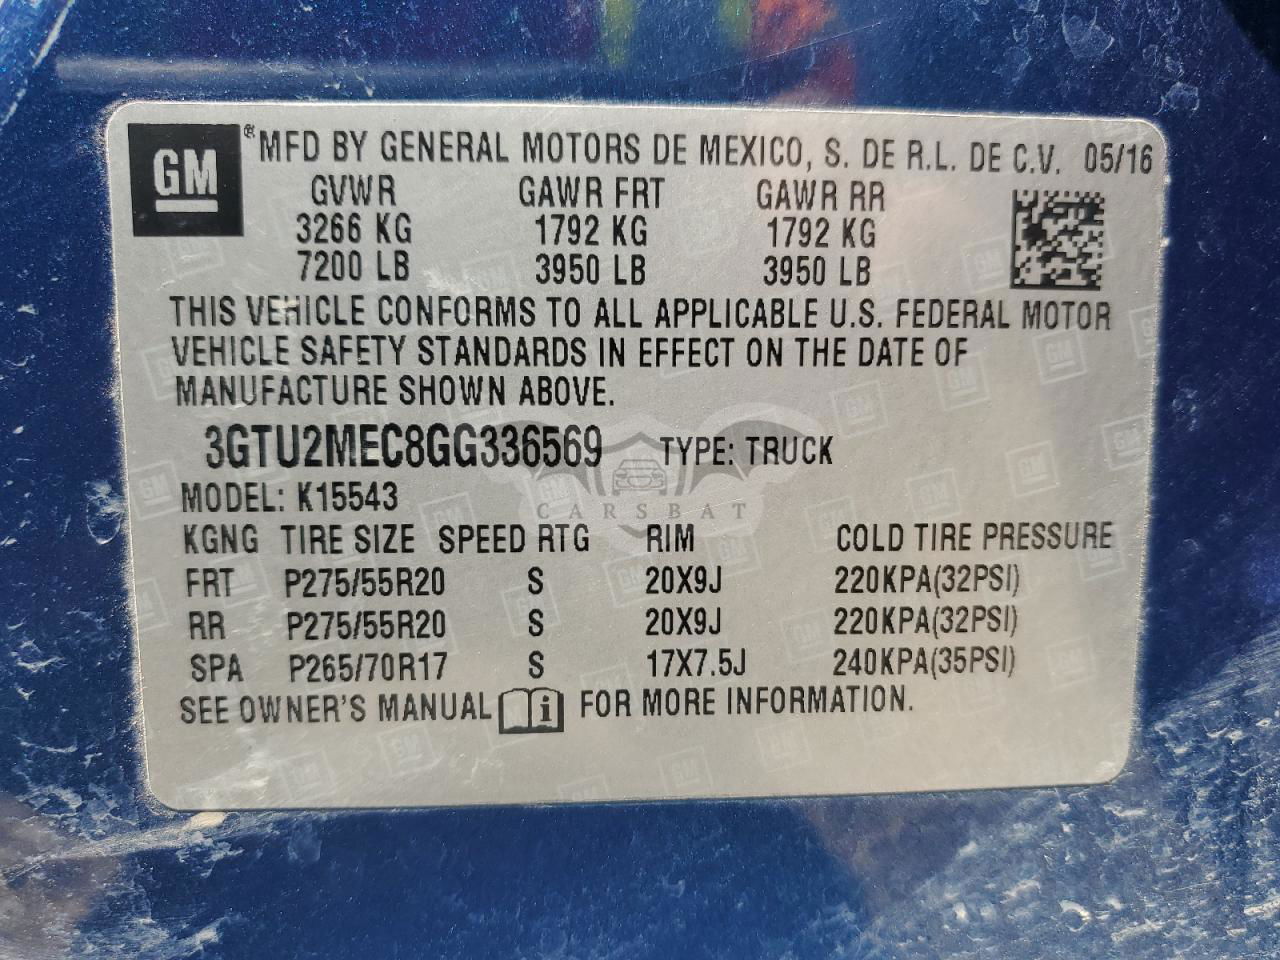 GM ® MFD BY GENERAL MOTORS DE MEXICO, S. DE R.L. DE C.V. 05/16
GVWR GAWR FRT GAWR RR
3266 KG 1792 KG 1792 KG
7200 LB 3950 LB 3950 LB
THIS VEHICLE CONFORMS TO ALL APPLICABLE U.S. FEDERAL MOTOR
VEHICLE SAFETY STANDARDS IN EFFECT ON THE DATE OF
MANUFACTURE SHOWN ABOVE.
3GTU2MEC8GG336569 TYPE: TRUCK
MODEL: K15543
CARSBAT
KGNG TIRE SIZE SPEED RTG RIM COLD TIRE PRESSURE
FRT P275/55R20 S 20X9J 220KPA(32PSI)
RR P275/55R20 S 20X9J 220KPA(32PSI)
SPA P265/70R17 S 17X7.5J 240KPA(35PSI)
SEE OWNER'S MANUAL i FOR MORE INFORMATION.